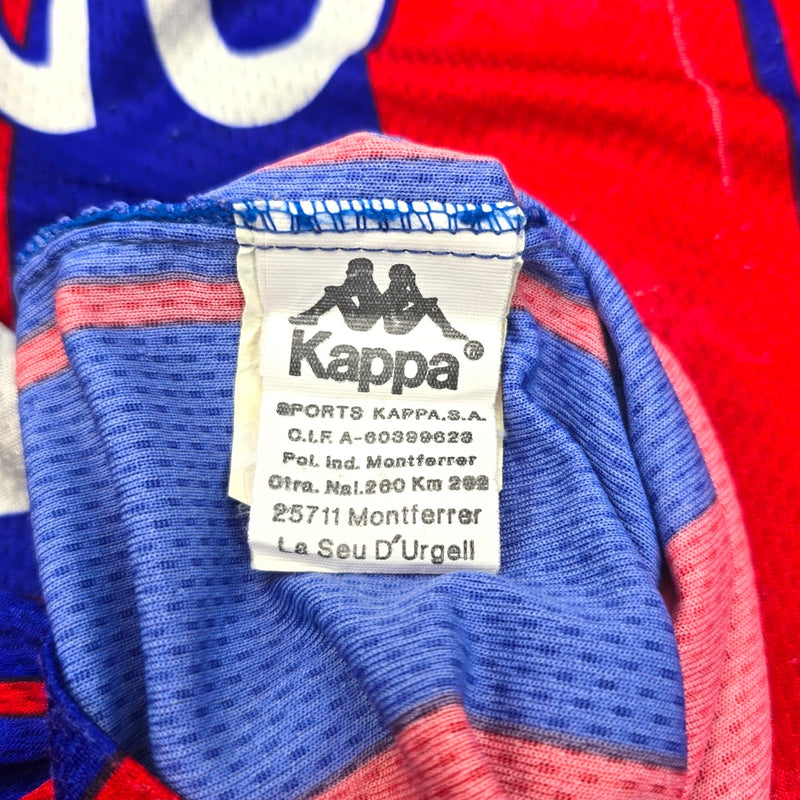 Kappa®
SPORTS KAPPA.S.A.
C.I.F. A-60399623
Pol. Ind. Montferrer
Ctra. Nal.260 Km 292
25711 Montferrer
La Seu D'Urgell